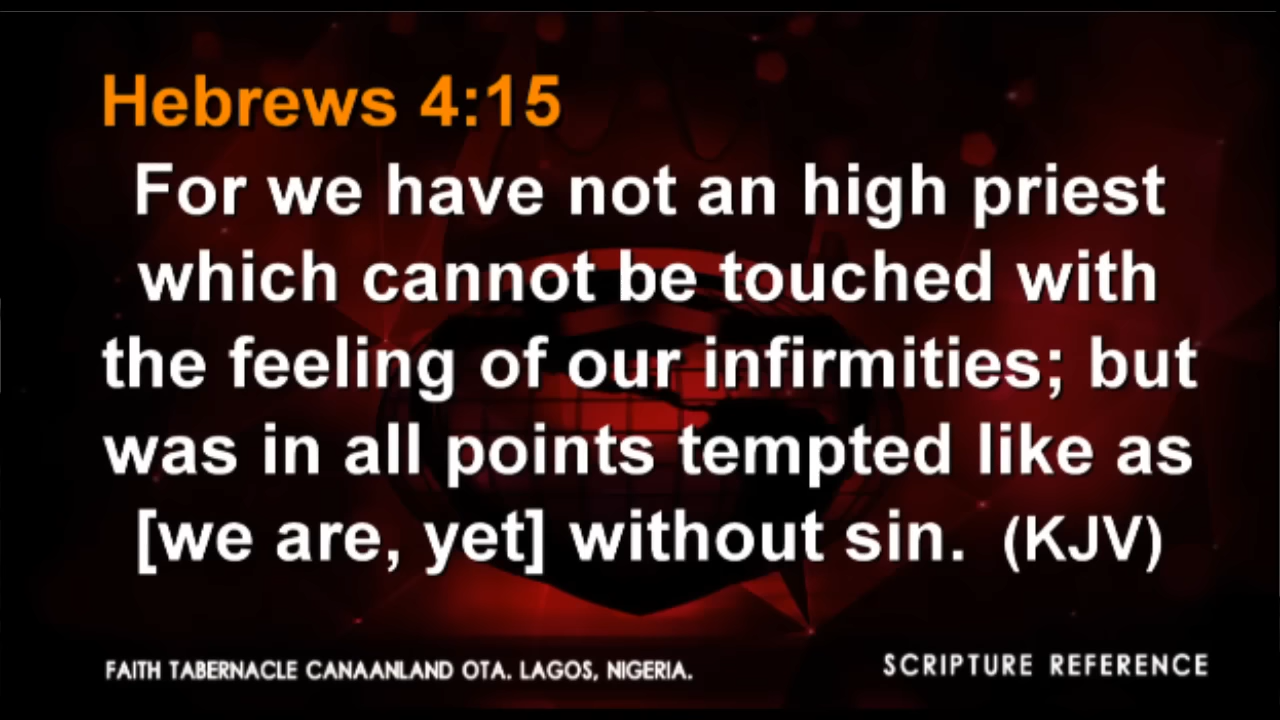 Hebrews 4:15
For we have not an high priest
which cannot be touched with
the feeling of our infirmities; but
was in all points tempted like as
[we are, yet] without sin. (KJV)
FAITH TABERNACLE CANAANLAND OTA. LAGOS, NIGERIA.
SCRIPTURE REFERENCE